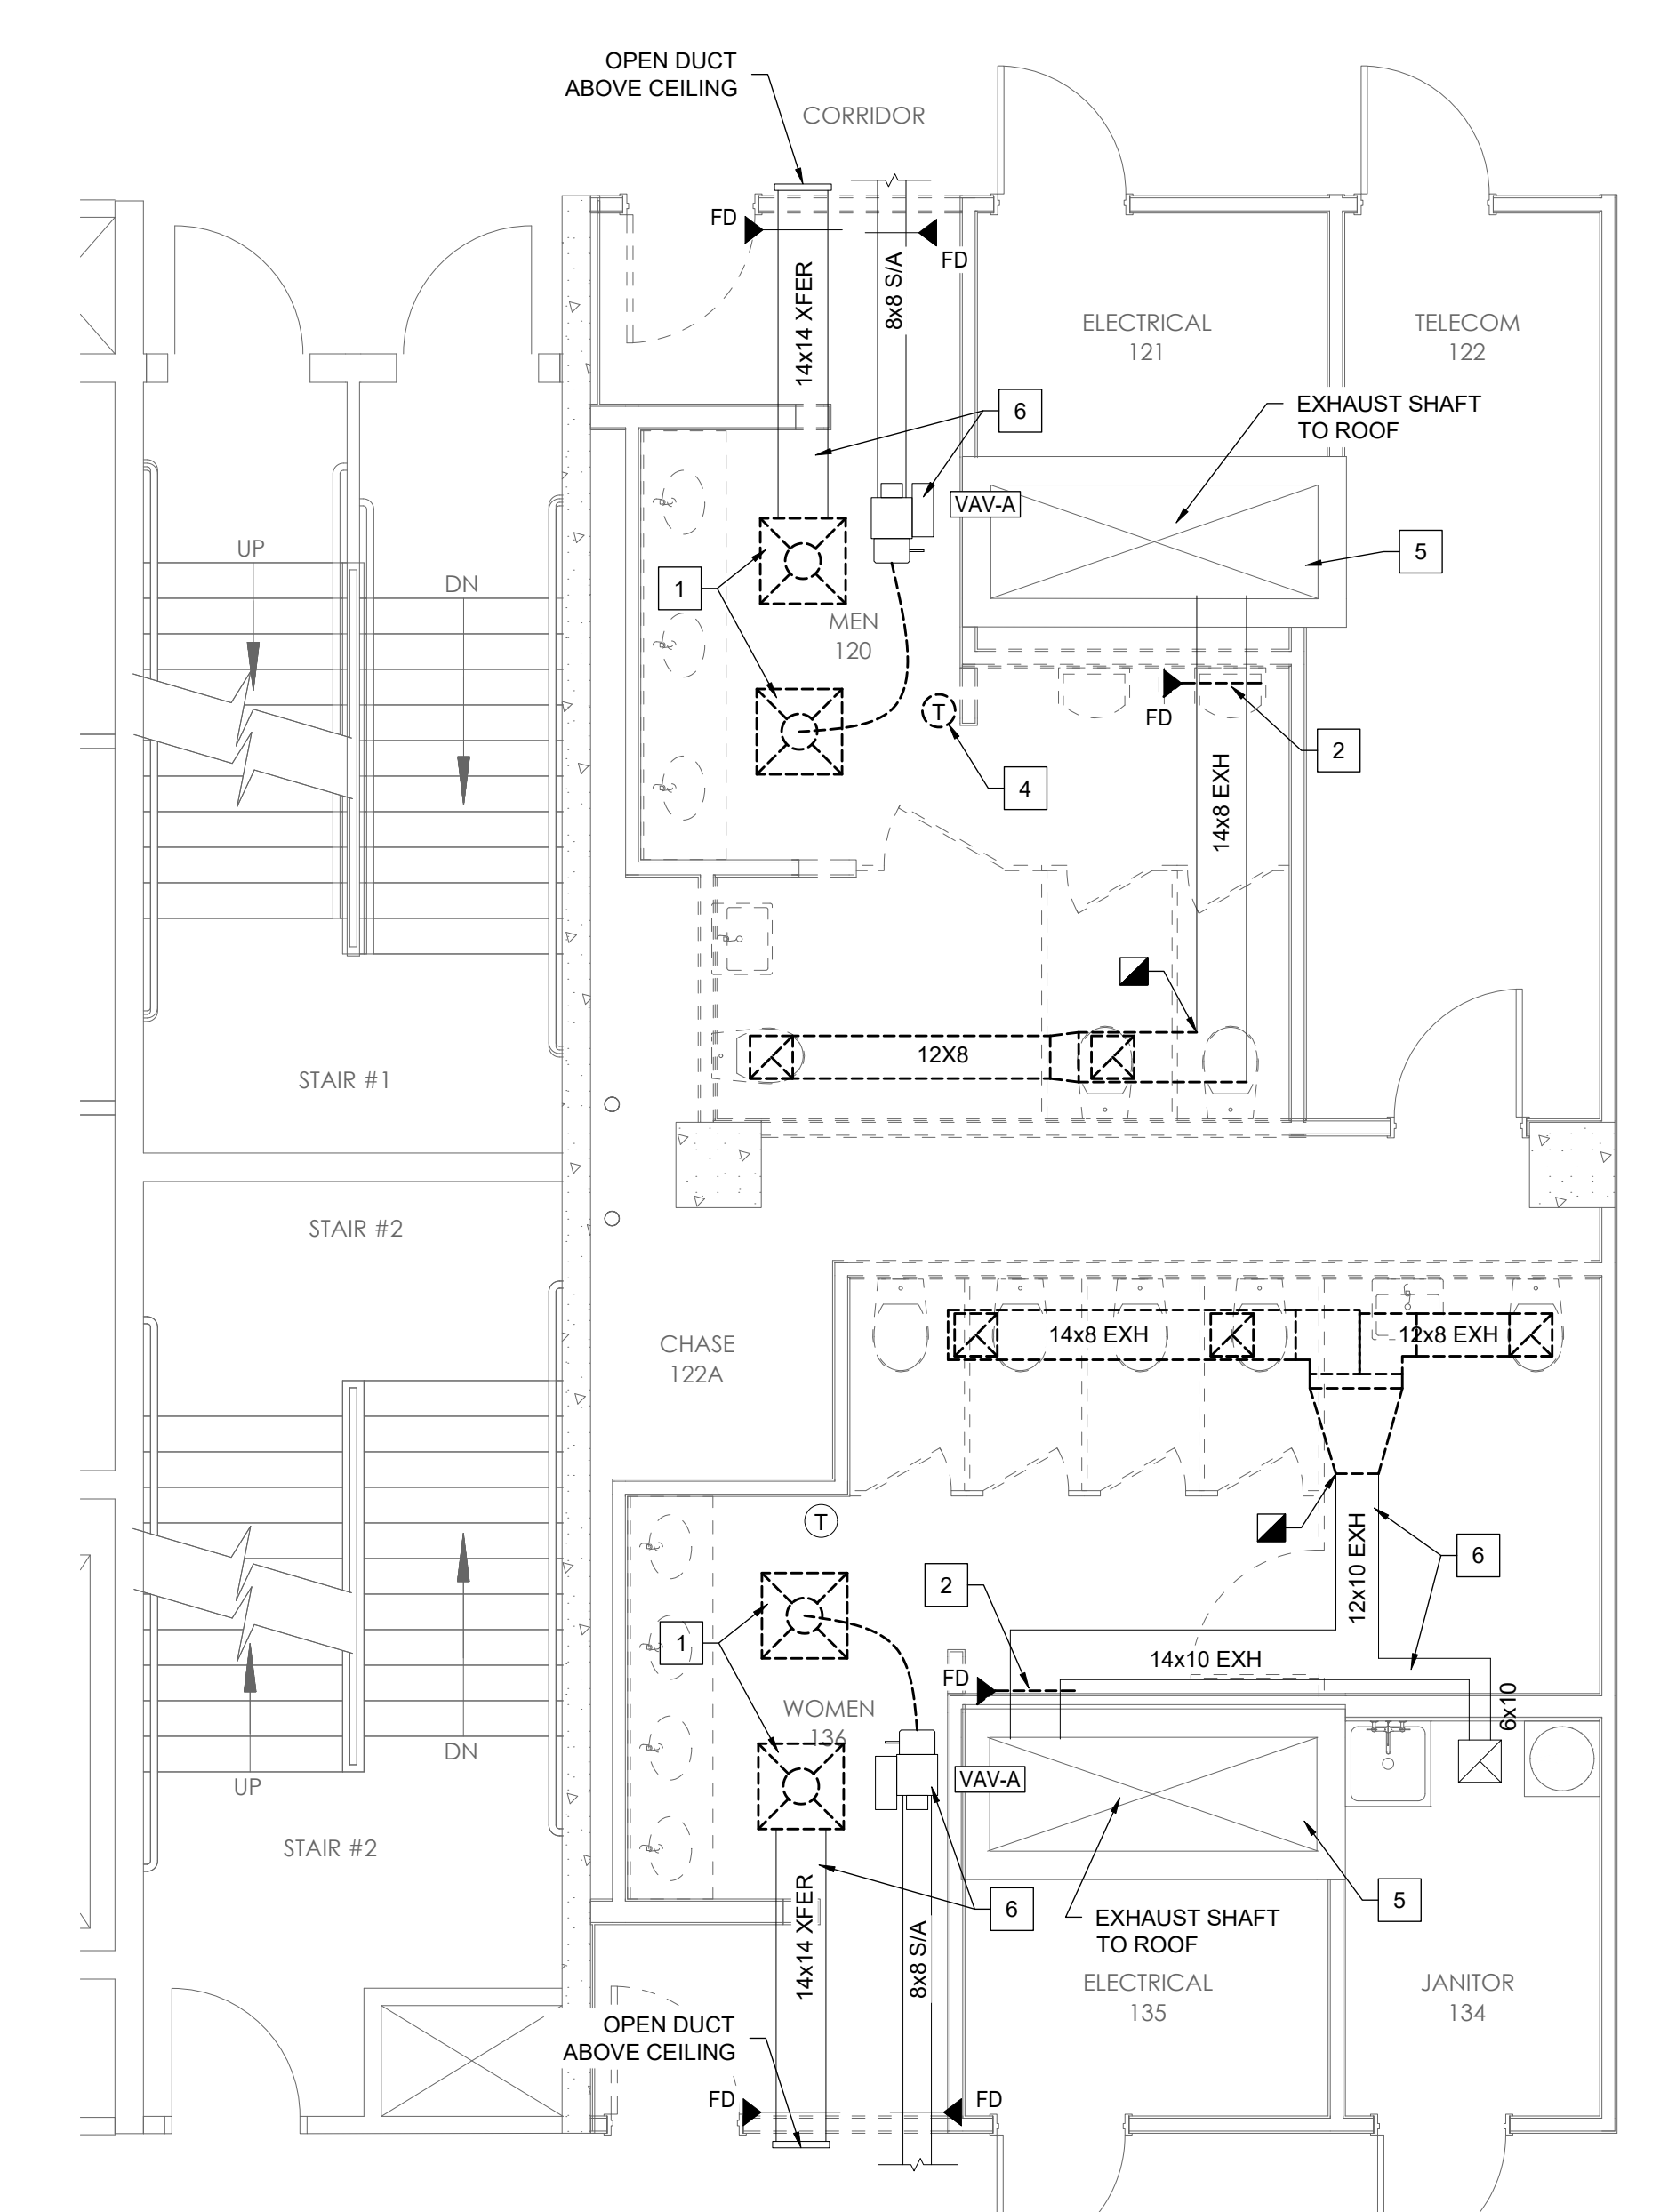 OPEN DUCT
ABOVE CEILING
CORRIDOR
FD
FD
14x14 XFER
8x8 S/A
ELECTRICAL
121
TELECOM
122
EXHAUST SHAFT
TO ROOF
6
VAV-A
5
UP
DN
1
MEN
120
T
FD
2
4
14x8 EXH
12X8
STAIR #1
STAIR #2
CHASE
122A
14x8 EXH
12x8 EXH
T
12x10 EXH
6
2
1
14x10 EXH
FD
6x10
WOMEN
136
VAV-A
DN
UP
STAIR #2
14x14 XFER
8x8 S/A
6
5
EXHAUST SHAFT
TO ROOF
ELECTRICAL
135
JANITOR
134
OPEN DUCT
ABOVE CEILING
FD
FD